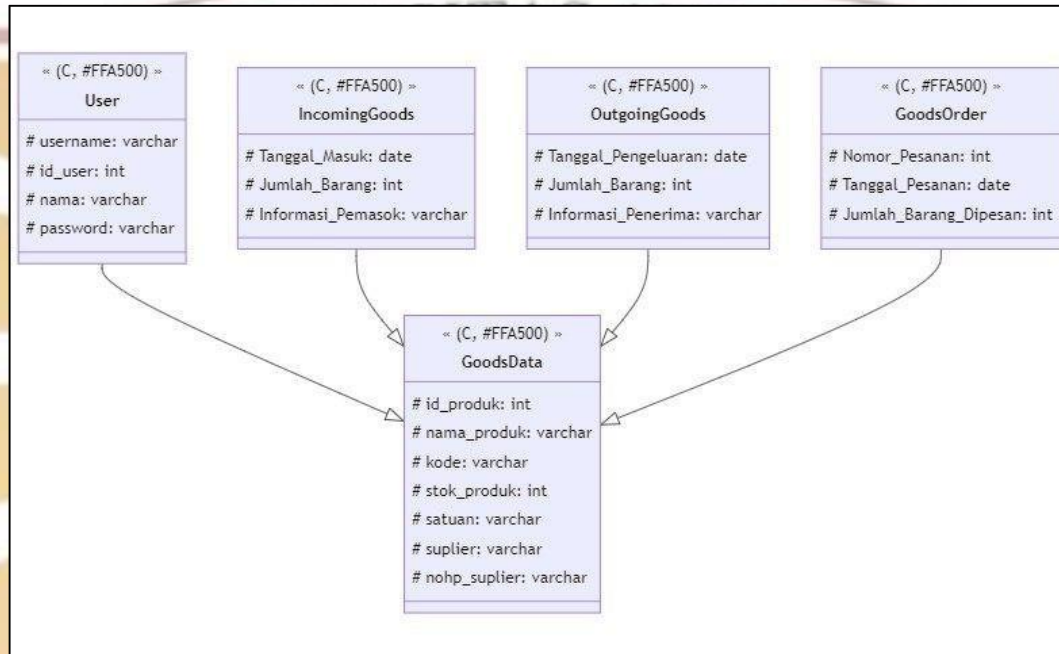 « (C, #FFA500) »
User
# username: varchar
# id_user: int
# nama: varchar
# password: varchar
« (C, #FFA500) »
IncomingGoods
# Tanggal_Masuk: date
# Jumlah_Barang: int
# Informasi_Pemasok: varchar
« (C, #FFA500) »
OutgoingGoods
# Tanggal_Pengeluaran: date
# Jumlah_Barang: int
# Informasi_Penerima: varchar
« (C, #FFA500) »
GoodsOrder
# Nomor_Pesanan: int
# Tanggal_Pesanan: date
# Jumlah_Barang_Dipesan: int
« (C, #FFA500) »
GoodsData
# id_produk: int
# nama_produk: varchar
# kode: varchar
# stok_produk: int
# satuan: varchar
# suplier: varchar
# nohp_suplier: varchar